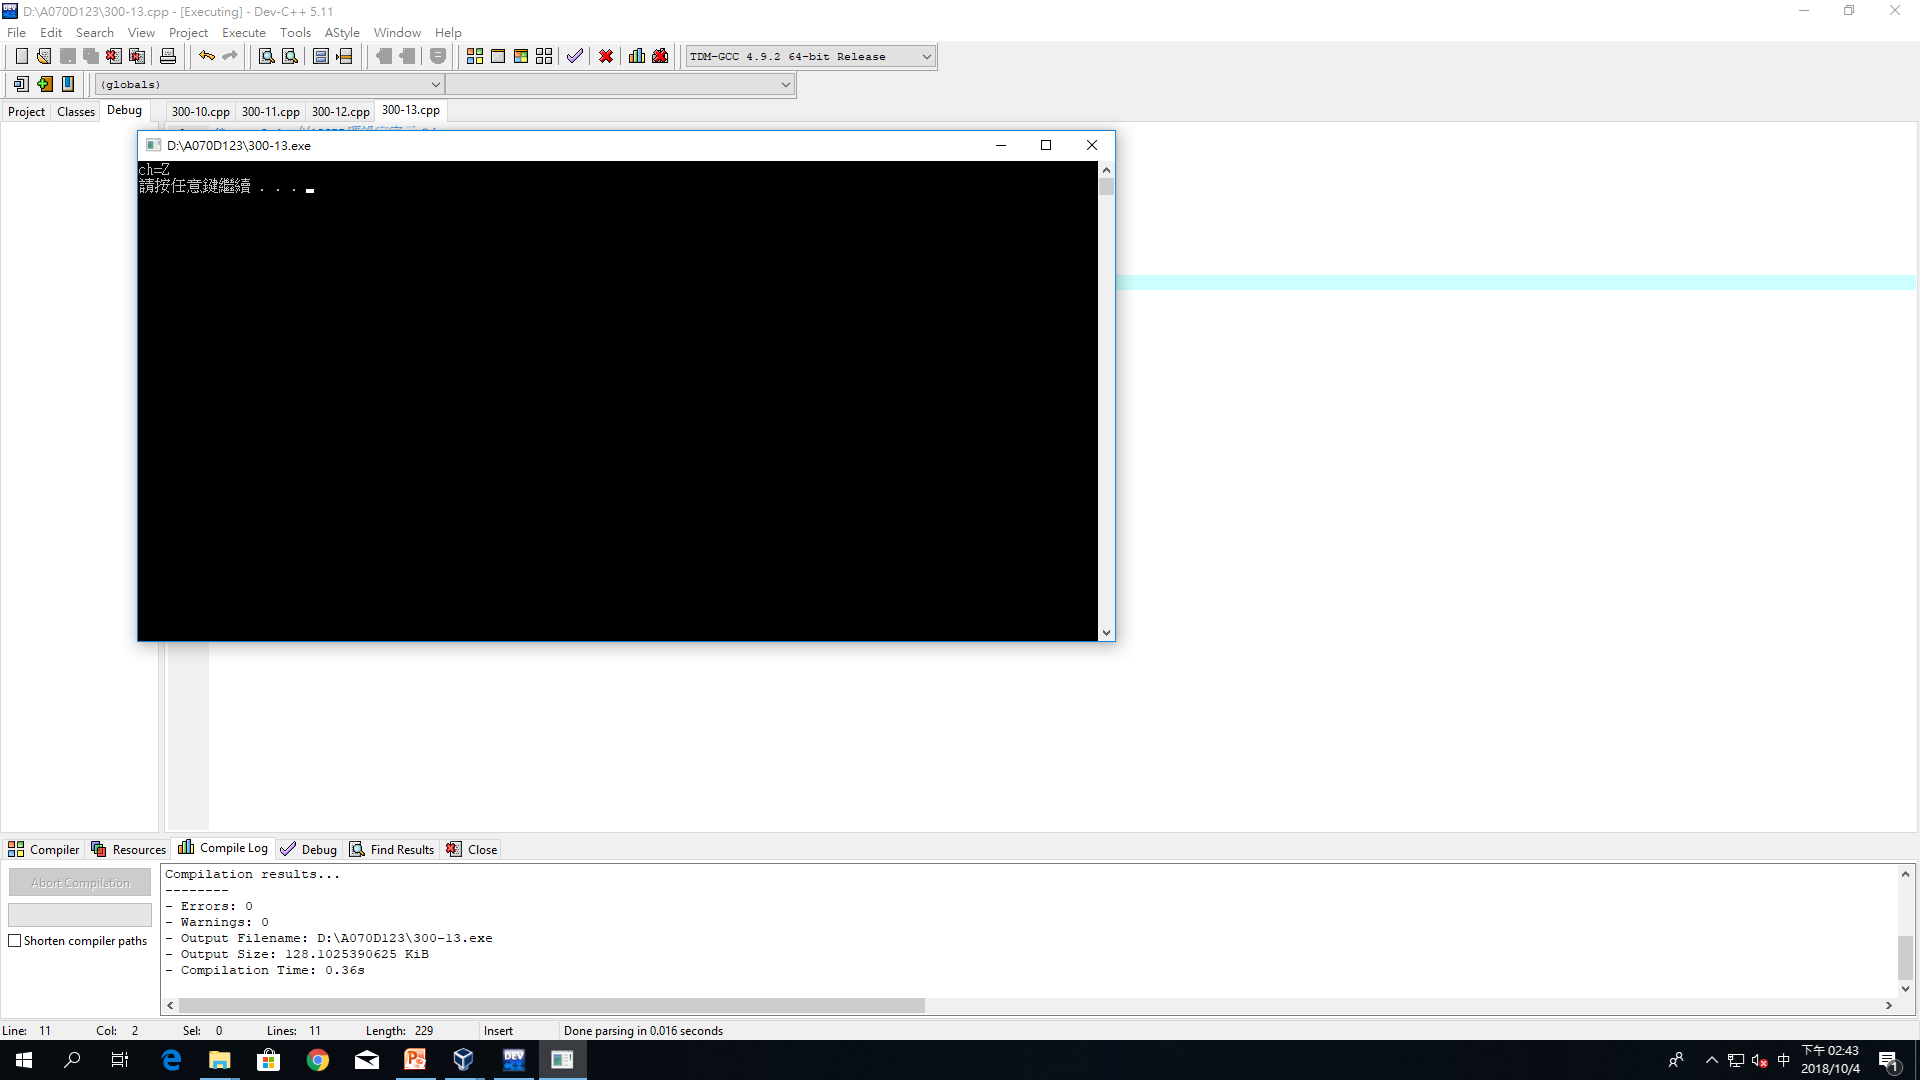 D:\A070D123\300-13.cpp - [Executing] - Dev-C++ 5.11
File Edit Search View Project Execute Tools AStyle Window Help
TDM-GCC 4.9.2 64-bit Release
(globals)
Project Classes Debug 300-10.cpp 300-11.cpp 300-12.cpp 300-13.cpp
D:\A070D123\300-13.exe
ch=Z
請按任意鍵繼續 . . .
Compiler Resources Compile Log Debug Find Results Close
Abort Compilation
Shorten compiler paths
Compilation results...
--------
- Errors: 0
- Warnings: 0
- Output Filename: D:\A070D123\300-13.exe
- Output Size: 128.1025390625 KiB
- Compilation Time: 0.36s
Line: 11 Col: 2 Sel: 0 Lines: 11 Length: 229 Insert Done parsing in 0.016 seconds
DEV
中
下午 02:43
2018/10/4
1